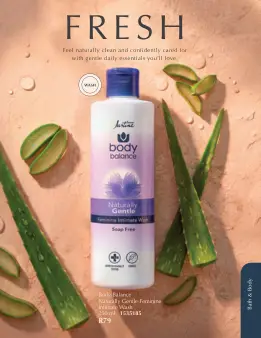 FRESH
Feel naturally clean and confidently cared for
with gentle daily essentials you'll love.
WASH
body
balance
Naturally
Gentle
Feminine Intimate Wash
Soap Free
Body Balance
Naturally Gentle Feminine
Intimate Wash
R79
Bath & Body